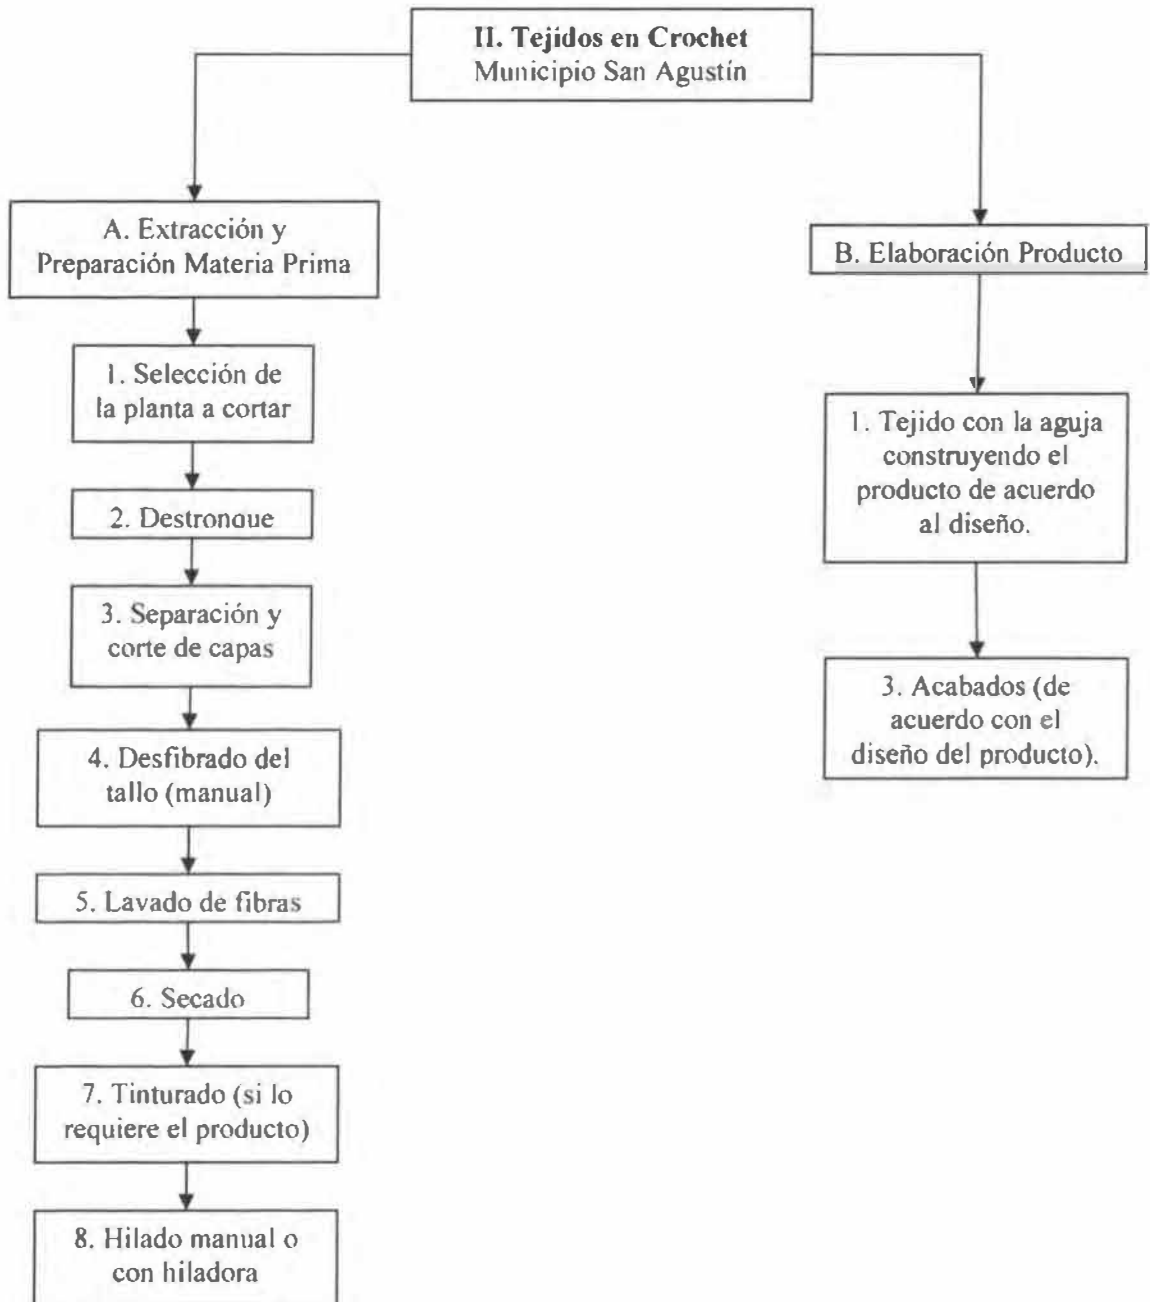 II. Tejidos en Crochet
Municipio San Agustín
A. Extracción y
Preparación Materia Prima
1. Selección de
la planta a cortar
2. Destronque
3. Separación y
corte de capas
4. Desfibrado del
tallo (manual)
5. Lavado de fibras
6. Secado
7. Tinturado (si lo
requiere el producto)
8. Hilado manual o
con hiladora
B. Elaboración Producto
1. Tejido con la aguja
construyendo el
producto de acuerdo
al diseño.
3. Acabados (de
acuerdo con el
diseño del producto).